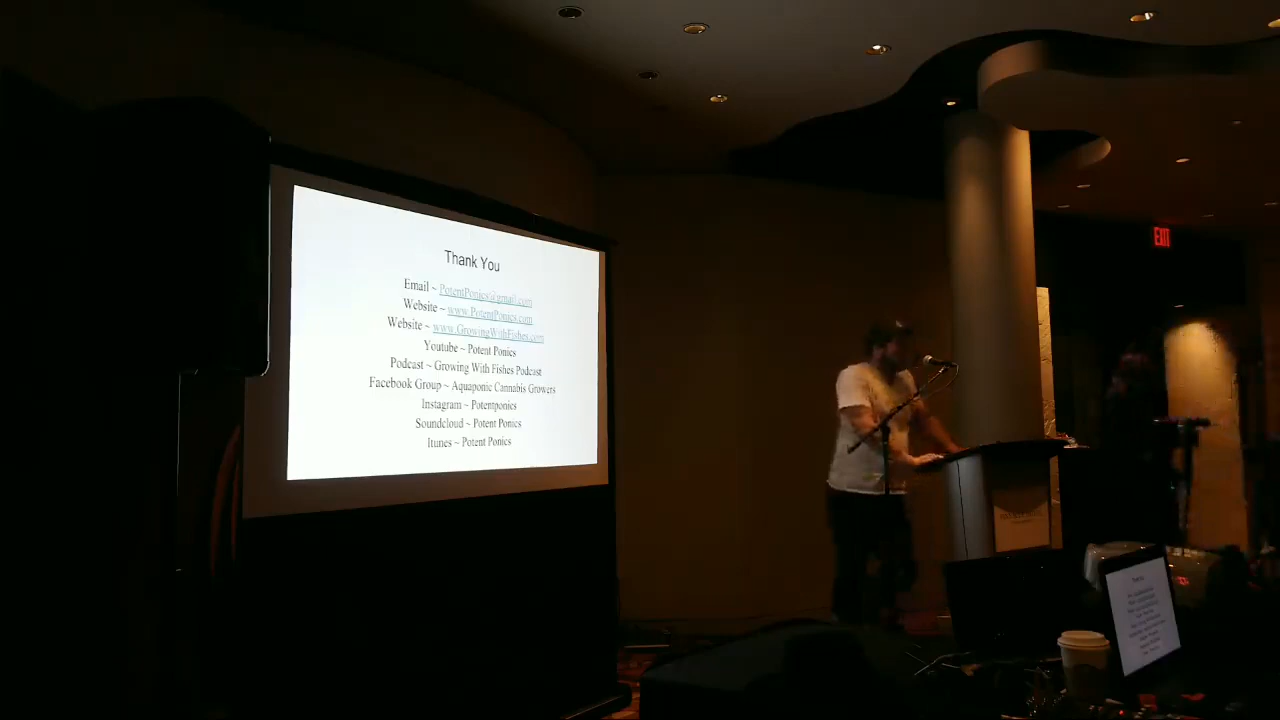 Thank You
Email ~ PotentPonics@gmail.com
Website ~ www.PotentPonics.com
Website ~ www.GrowingWithFishes.com
Youtube ~ Potent Ponics
Podcast ~ Growing With Fishes Podcast
Facebook Group ~ Aquaponic Cannabis Growers
Instagram ~ Potentponics
Soundcloud ~ Potent Ponics
Itunes ~ Potent Ponics
EXIT